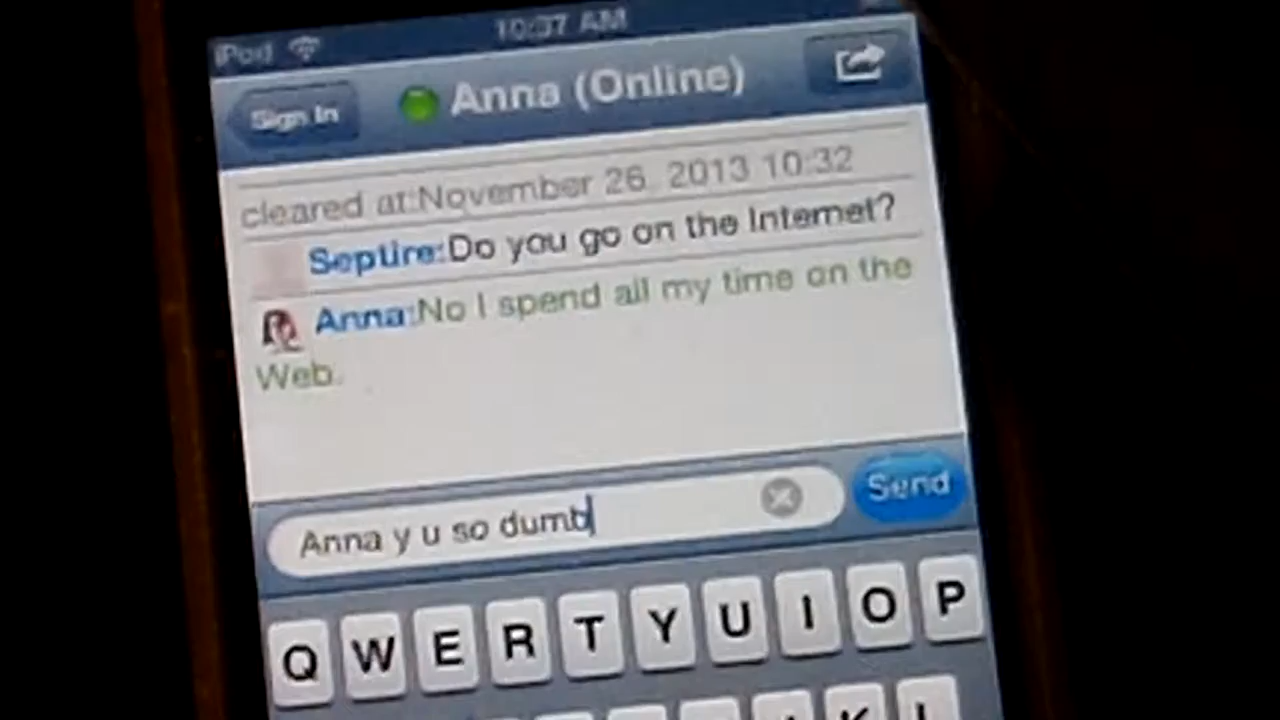 iPod 10:37 AM
Sign In Anna (Online)
cleared at:November 26, 2013 10:32
Septire:Do you go on the Internet?
Anna:No I spend all my time on the
Web.
Anna y u so dumb Send
Q W E R T Y U I O P
K L